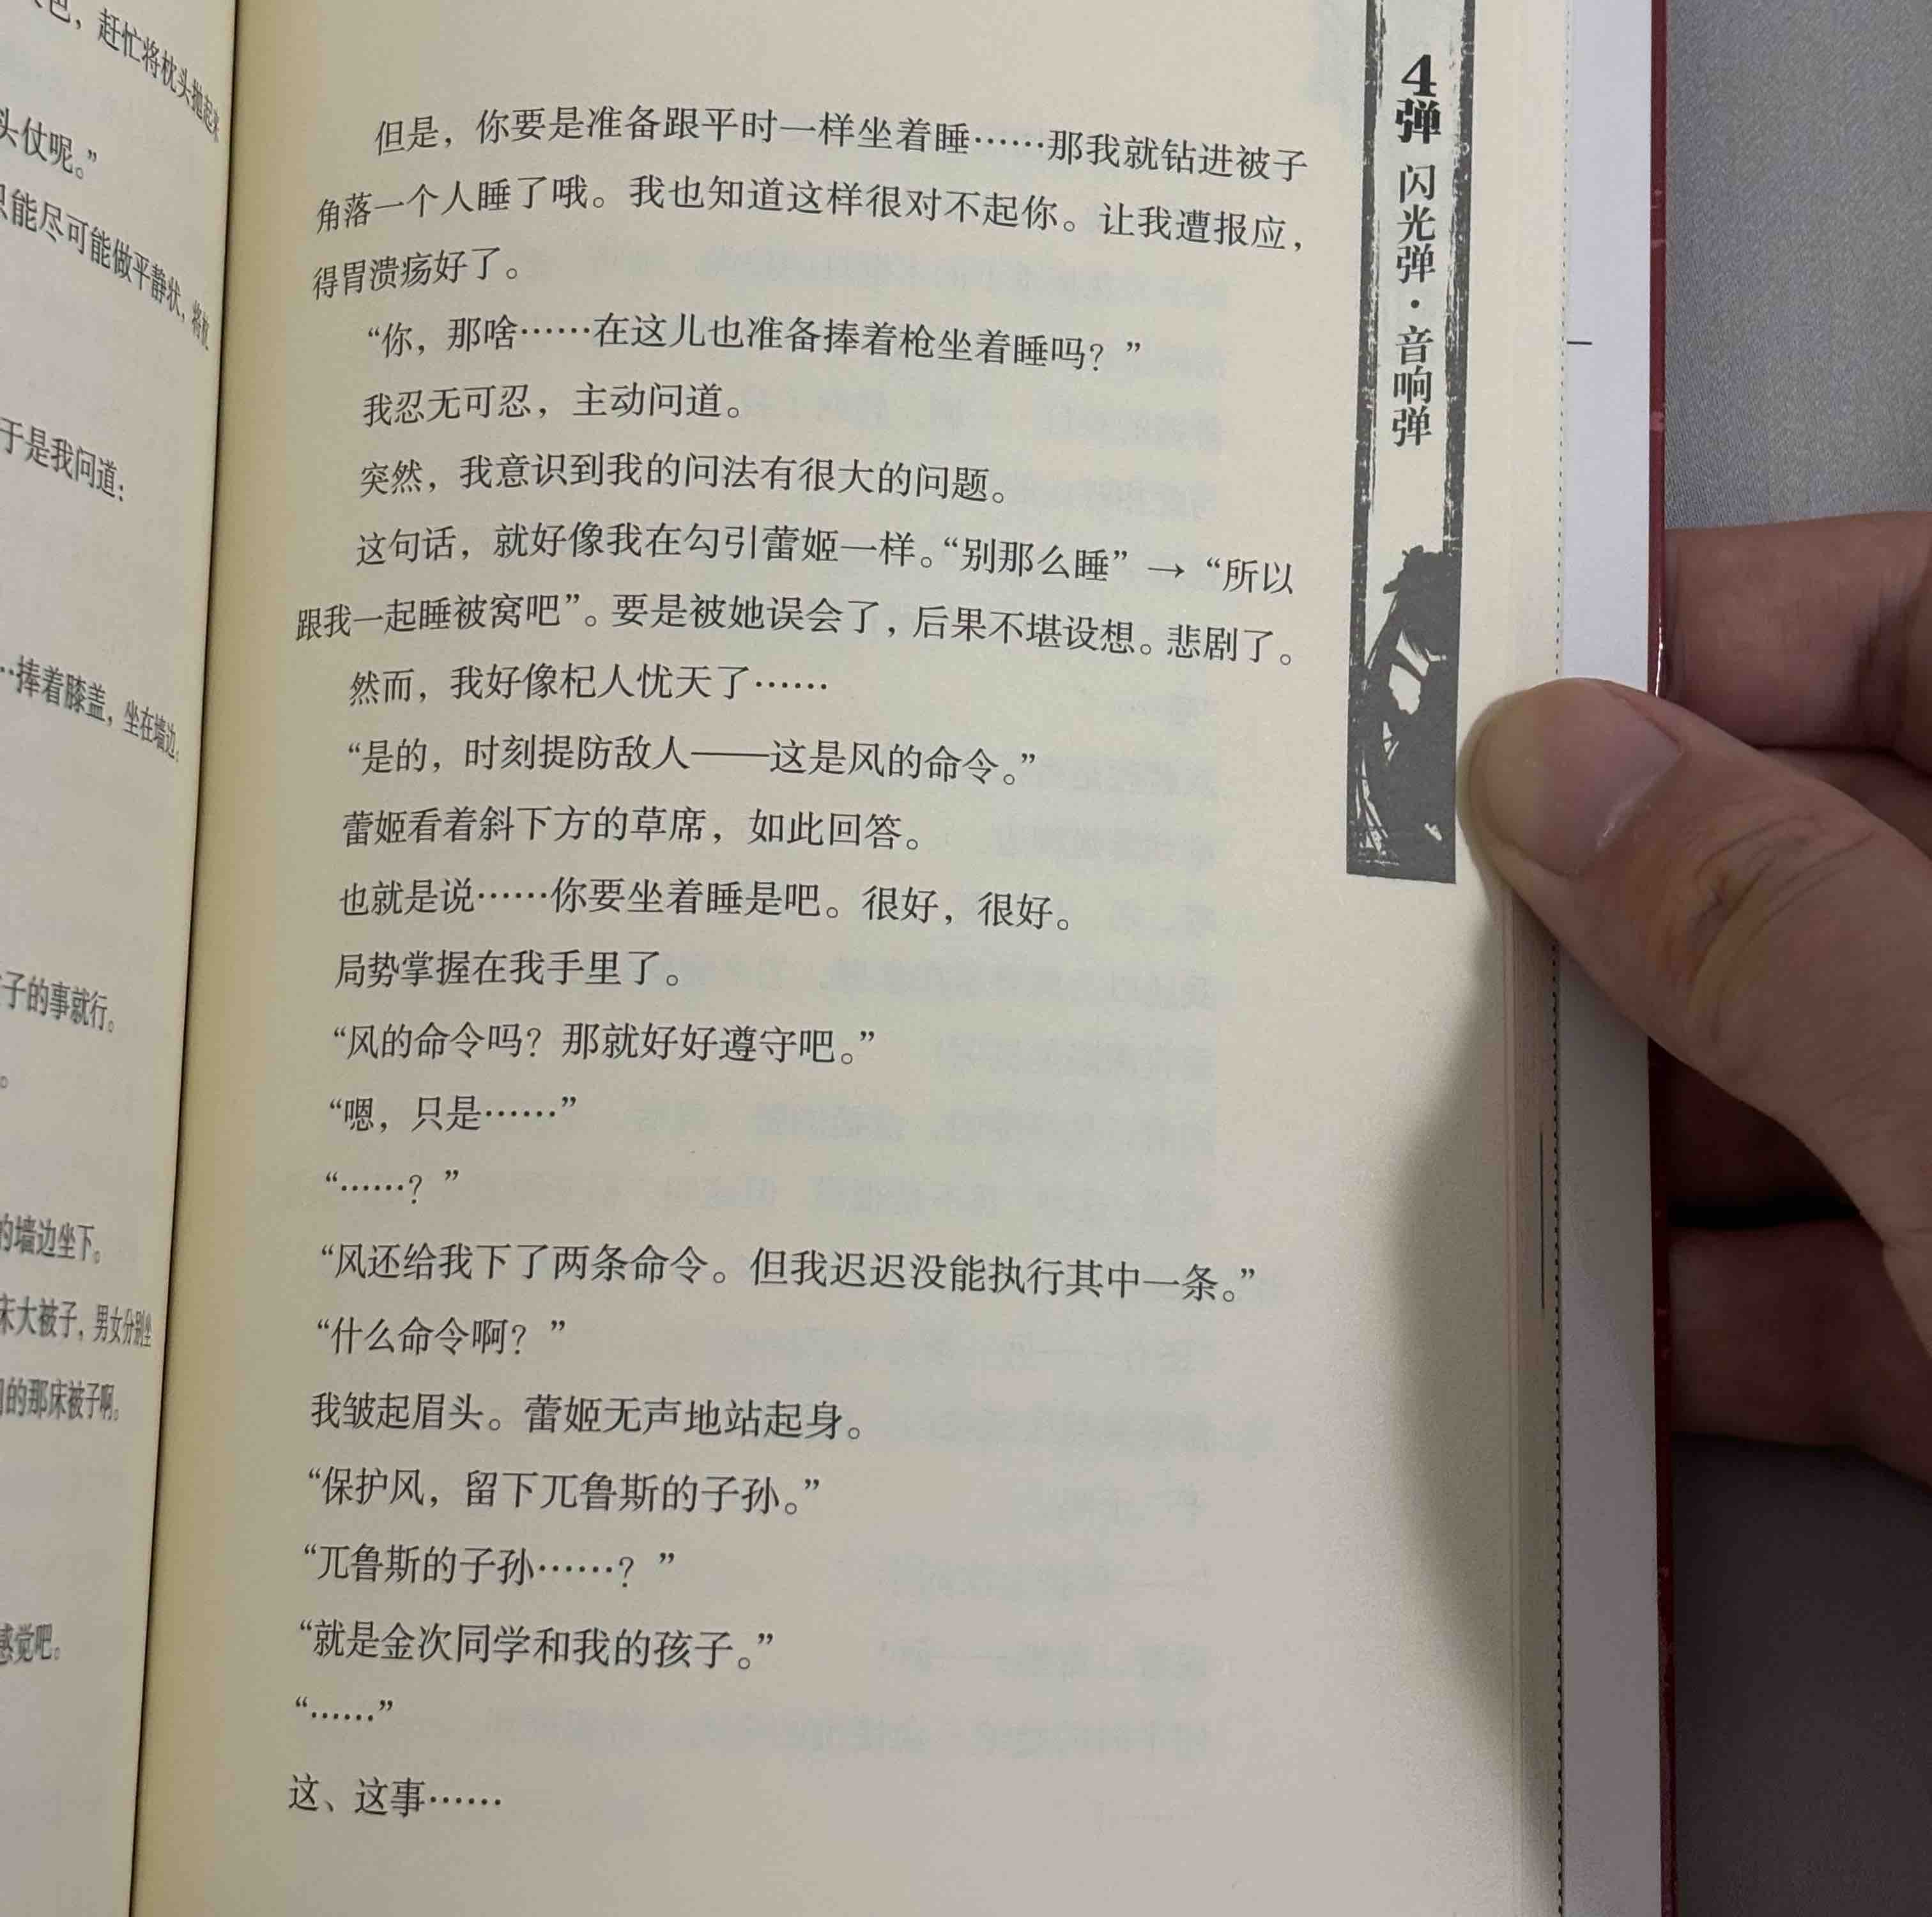 色，赶忙将枕头抛起来
头仗呢。”
只能尽可能做平静状，将枕
于是我问道：
…捧着膝盖，坐在墙边。
子的事就行。
。
的墙边坐下。
床大被子，男女分别坐
的那床被子啊。
感觉吧。
但是，你要是准备跟平时一样坐着睡……那我就钻进被子
角落一个人睡了哦。我也知道这样很对不起你。让我遭报应，
得胃溃疡好了。
“你，那啥……在这儿也准备捧着枪坐着睡吗？”
我忍无可忍，主动问道。
突然，我意识到我的问法有很大的问题。
这句话，就好像我在勾引蕾姬一样。“别那么睡”→“所以
跟我一起睡被窝吧”。要是被她误会了，后果不堪设想。悲剧了。
然而，我好像杞人忧天了……
“是的，时刻提防敌人——这是风的命令。”
蕾姬看着斜下方的草席，如此回答。
也就是说……你要坐着睡是吧。很好，很好。
局势掌握在我手里了。
“风的命令吗？那就好好遵守吧。”
“嗯，只是……”
“……？”
“风还给我下了两条命令。但我迟迟没能执行其中一条。”
“什么命令啊？”
我皱起眉头。蕾姬无声地站起身。
“保护风，留下兀鲁斯的子孙。”
“兀鲁斯的子孙……？”
“就是金次同学和我的孩子。”
“……”
这、这事……
4弹 闪光弹·音响弹